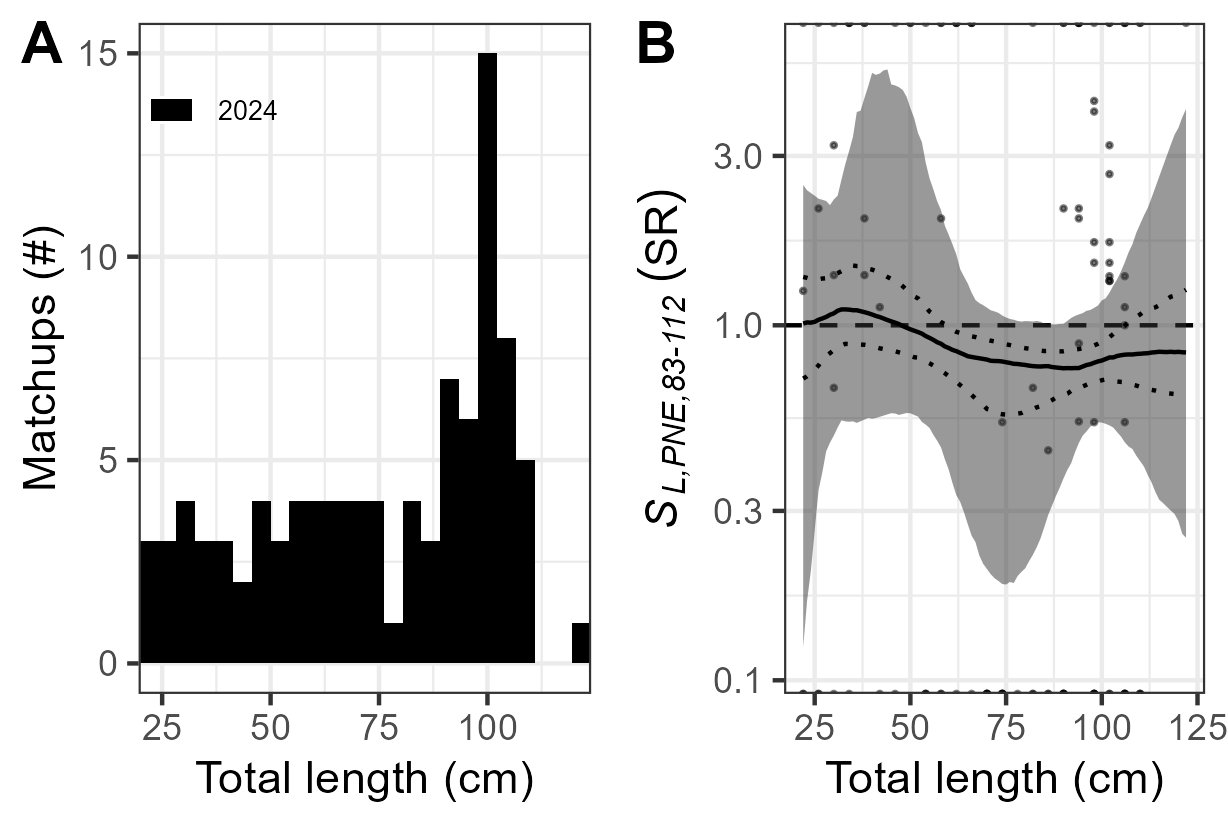 A
15
10
5
0
Matchups (#)
2024
25 50 75 100
Total length (cm)
B
3.0
1.0
0.3
0.1
S L,PNE,83-112 (SR)
25 50 75 100 125
Total length (cm)